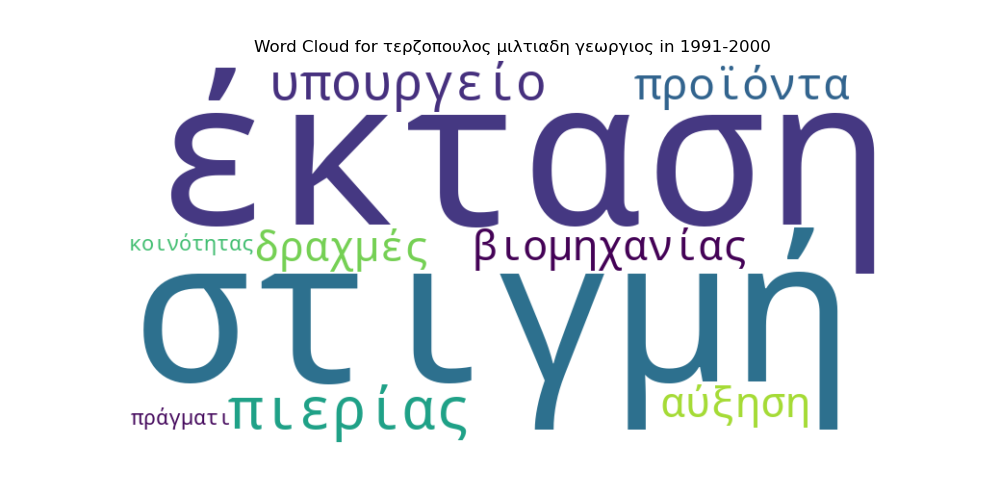 Word Cloud for τερζοπουλος μιλτιαδη γεωργιος in 1991-2000
υπουργείο προϊόντα
έκταση
κοινότητας δραχμές βιομηχανίας
στιγμή
πράγματι πιερίας αύξηση